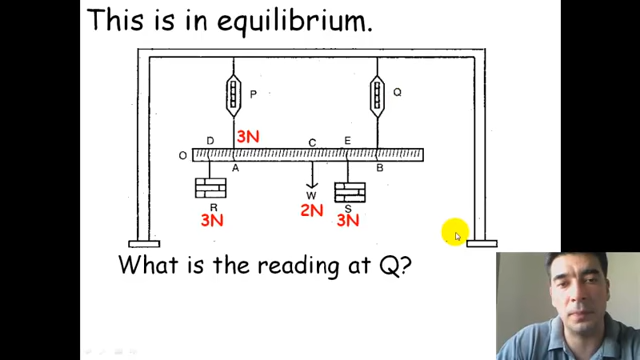 This is in equilibrium.
P
Q
3N
D
C
E
O
A
B
R
W
S
3N
2N
3N
What is the reading at Q?